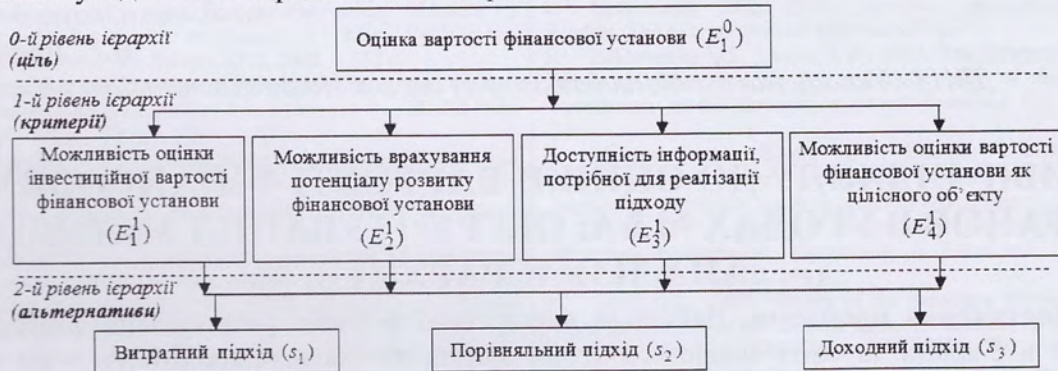 0-й рівень ієрархії
(ціль)
Оцінка вартості фінансової установи (E₁⁰)
1-й рівень ієрархії
(критерії)
Можливість оцінки
інвестиційної вартості
фінансової установи
(E₁¹)
Можливість врахування
потенціалу розвитку
фінансової установи
(E₂¹)
Доступність інформації,
потрібної для реалізації
підходу
(E₃¹)
Можливість оцінки вартості
фінансової установи як
цілісного об’єкту
(E₄¹)
2-й рівень ієрархії
(альтернативи)
Витратний підхід (s₁)
Порівняльний підхід (s₂)
Доходний підхід (s₃)